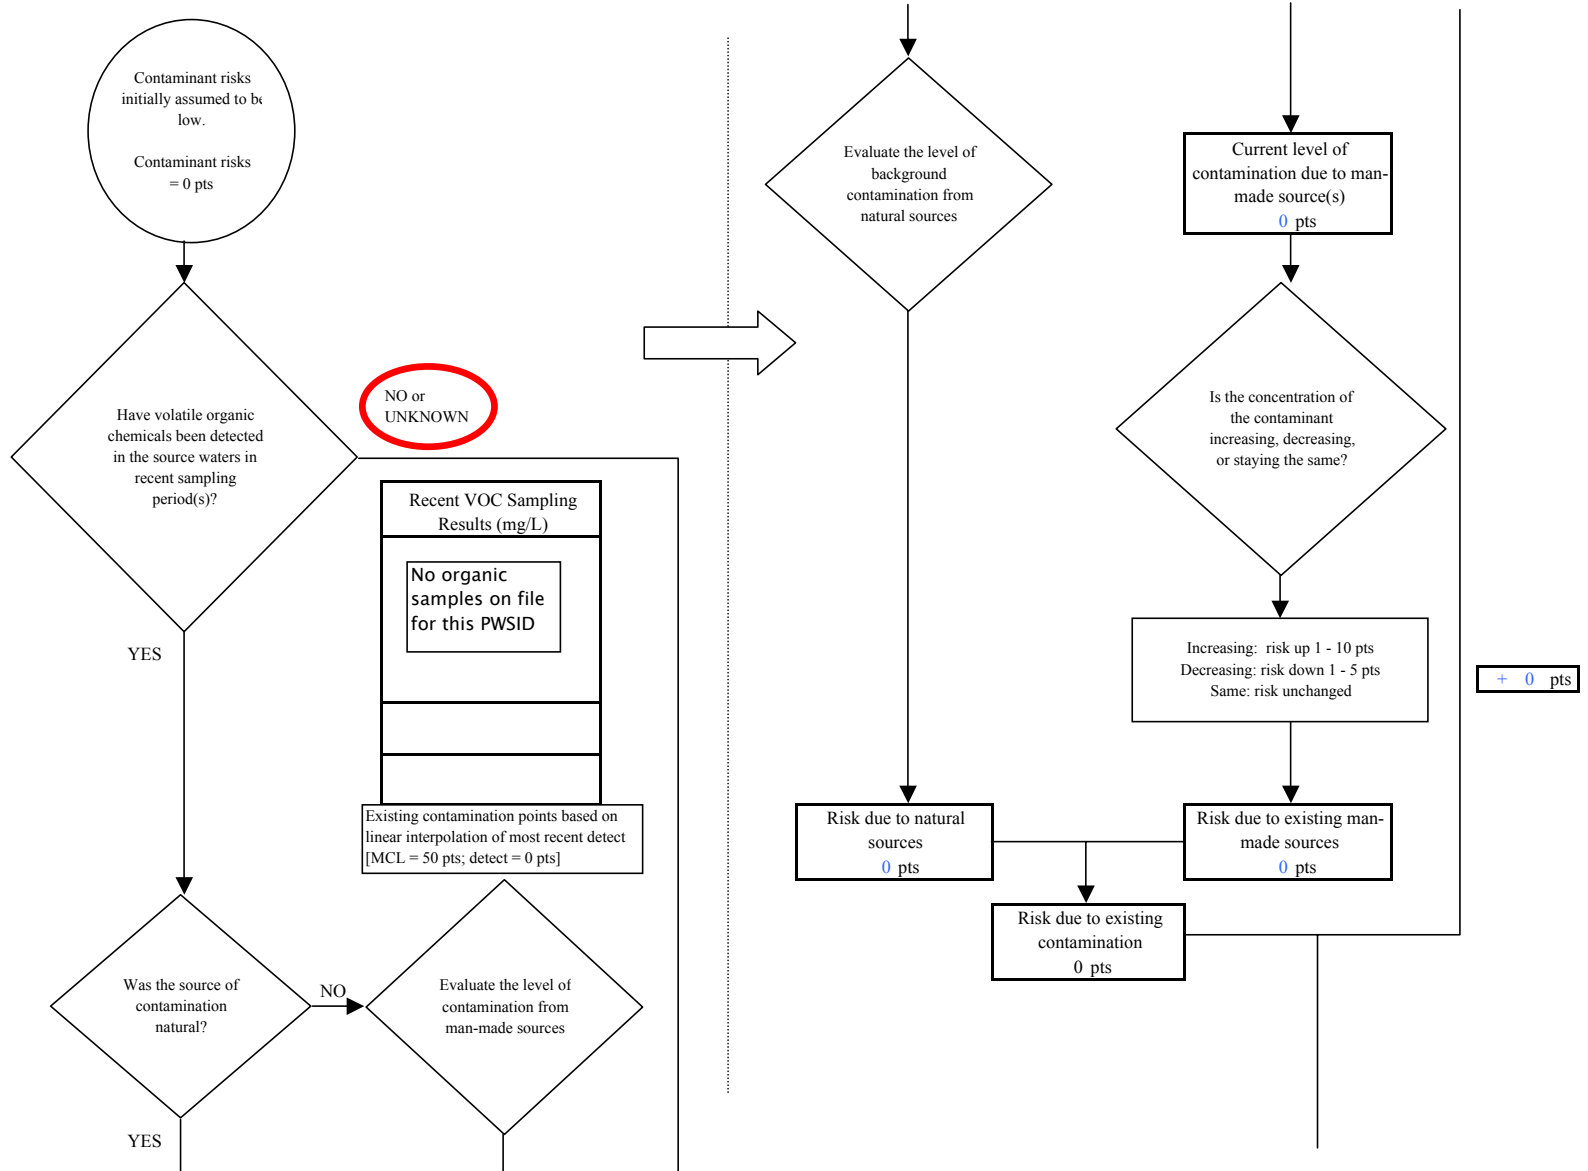 Contaminant risks
initially assumed to be
low.
Contaminant risks
= 0 pts
Have volatile organic
chemicals been detected
in the source waters in
recent sampling
period(s)?
NO or
UNKNOWN
YES
Recent VOC Sampling
Results (mg/L)
No organic
samples on file
for this PWSID
Existing contamination points based on
linear interpolation of most recent detect
[MCL = 50 pts; detect = 0 pts]
Was the source of
contamination
natural?
NO
Evaluate the level of
contamination from
man-made sources
YES
Evaluate the level of
background
contamination from
natural sources
Current level of
contamination due to man-
made source(s)
0 pts
Is the concentration of
the contaminant
increasing, decreasing,
or staying the same?
Increasing: risk up 1 - 10 pts
Decreasing: risk down 1 - 5 pts
Same: risk unchanged
+ 0 pts
Risk due to natural
sources
0 pts
Risk due to existing man-
made sources
0 pts
Risk due to existing
contamination
0 pts